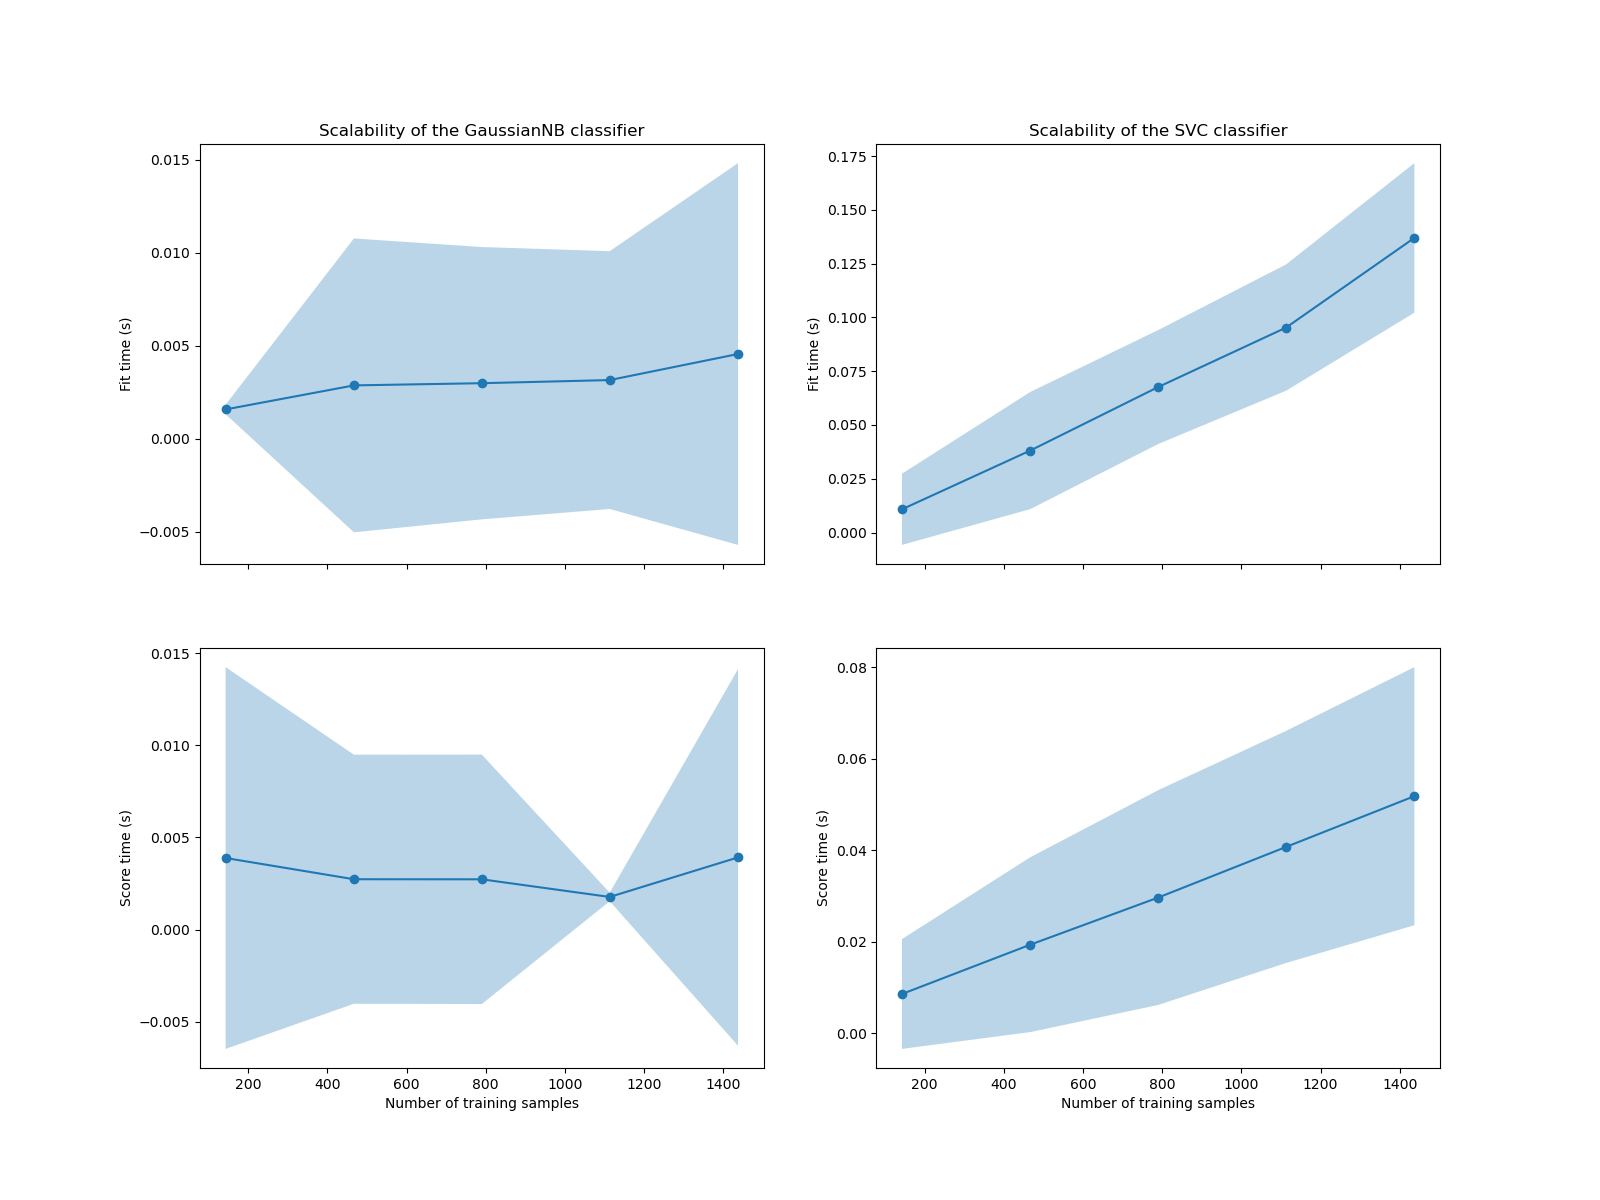 Scalability of the GaussianNB classifier
0.015
0.010
0.005
0.000
−0.005
Fit time (s)
Scalability of the SVC classifier
0.175
0.150
0.125
0.100
0.075
0.050
0.025
0.000
Fit time (s)
0.015
0.010
0.005
0.000
−0.005
Score time (s)
200 400 600 800 1000 1200 1400
Number of training samples
0.08
0.06
0.04
0.02
0.00
Score time (s)
200 400 600 800 1000 1200 1400
Number of training samples